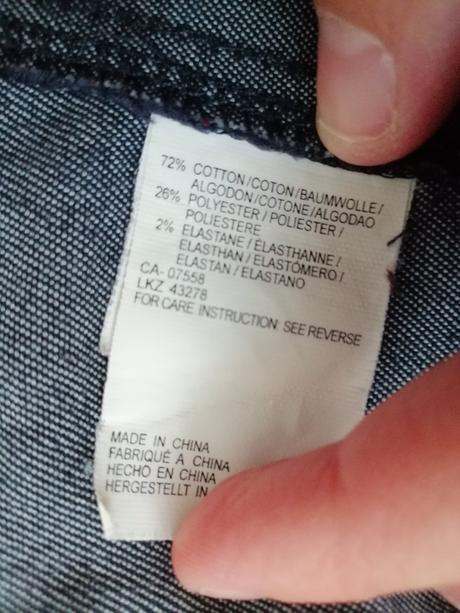 72% COTTON/COTON/BAUMWOLLE/
ALGODON/COTONE/ALGODAO
26% POLYESTER/POLIESTER/
POLIESTERE
2% ELASTANE/ÉLASTHANNE/
ELASTHAN/ELASTÓMERO/
ELASTAN/ELASTANO
CA-07558
LKZ 43278
FOR CARE INSTRUCTION SEE REVERSE
MADE IN CHINA
FABRIQUÉ A CHINA
HECHO EN CHINA
HERGESTELLT IN